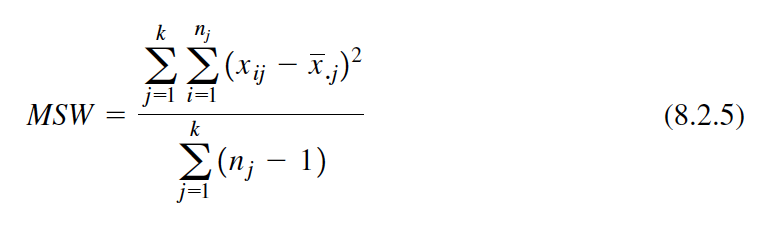 MSW = \frac{\sum_{j=1}^{k} \sum_{i=1}^{n_j} (x_{ij} - \bar{x}_{.j})^2}{\sum_{j=1}^{k} (n_j - 1)} (8.2.5)